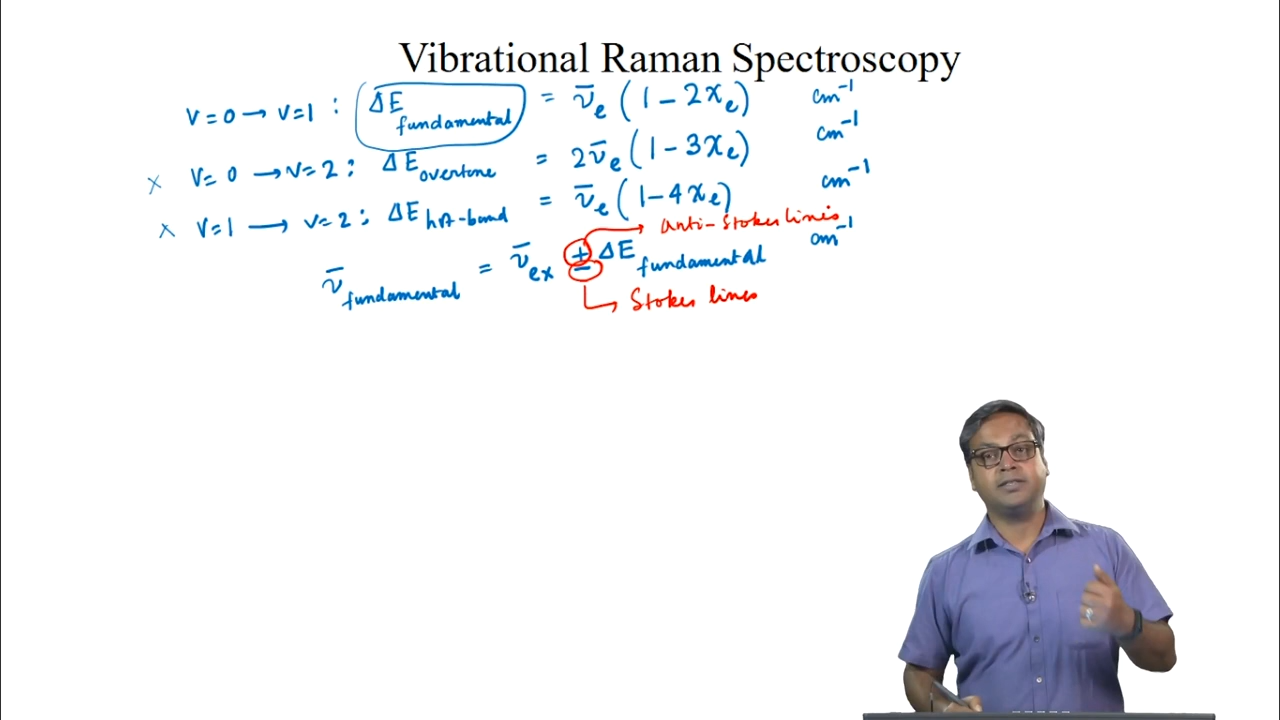 Vibrational Raman Spectroscopy
v=0 → v=1 : ΔE fundamental = ν̄e (1-2xe) cm⁻¹
x v=0 → v=2 : ΔE overtone = 2ν̄e (1-3xe) cm⁻¹
x v=1 → v=2 : ΔE hot-band = ν̄e (1-4xe) cm⁻¹
Anti-Stokes lines
ν̄ fundamental = ν̄ex ± ΔE fundamental cm⁻¹
Stokes lines